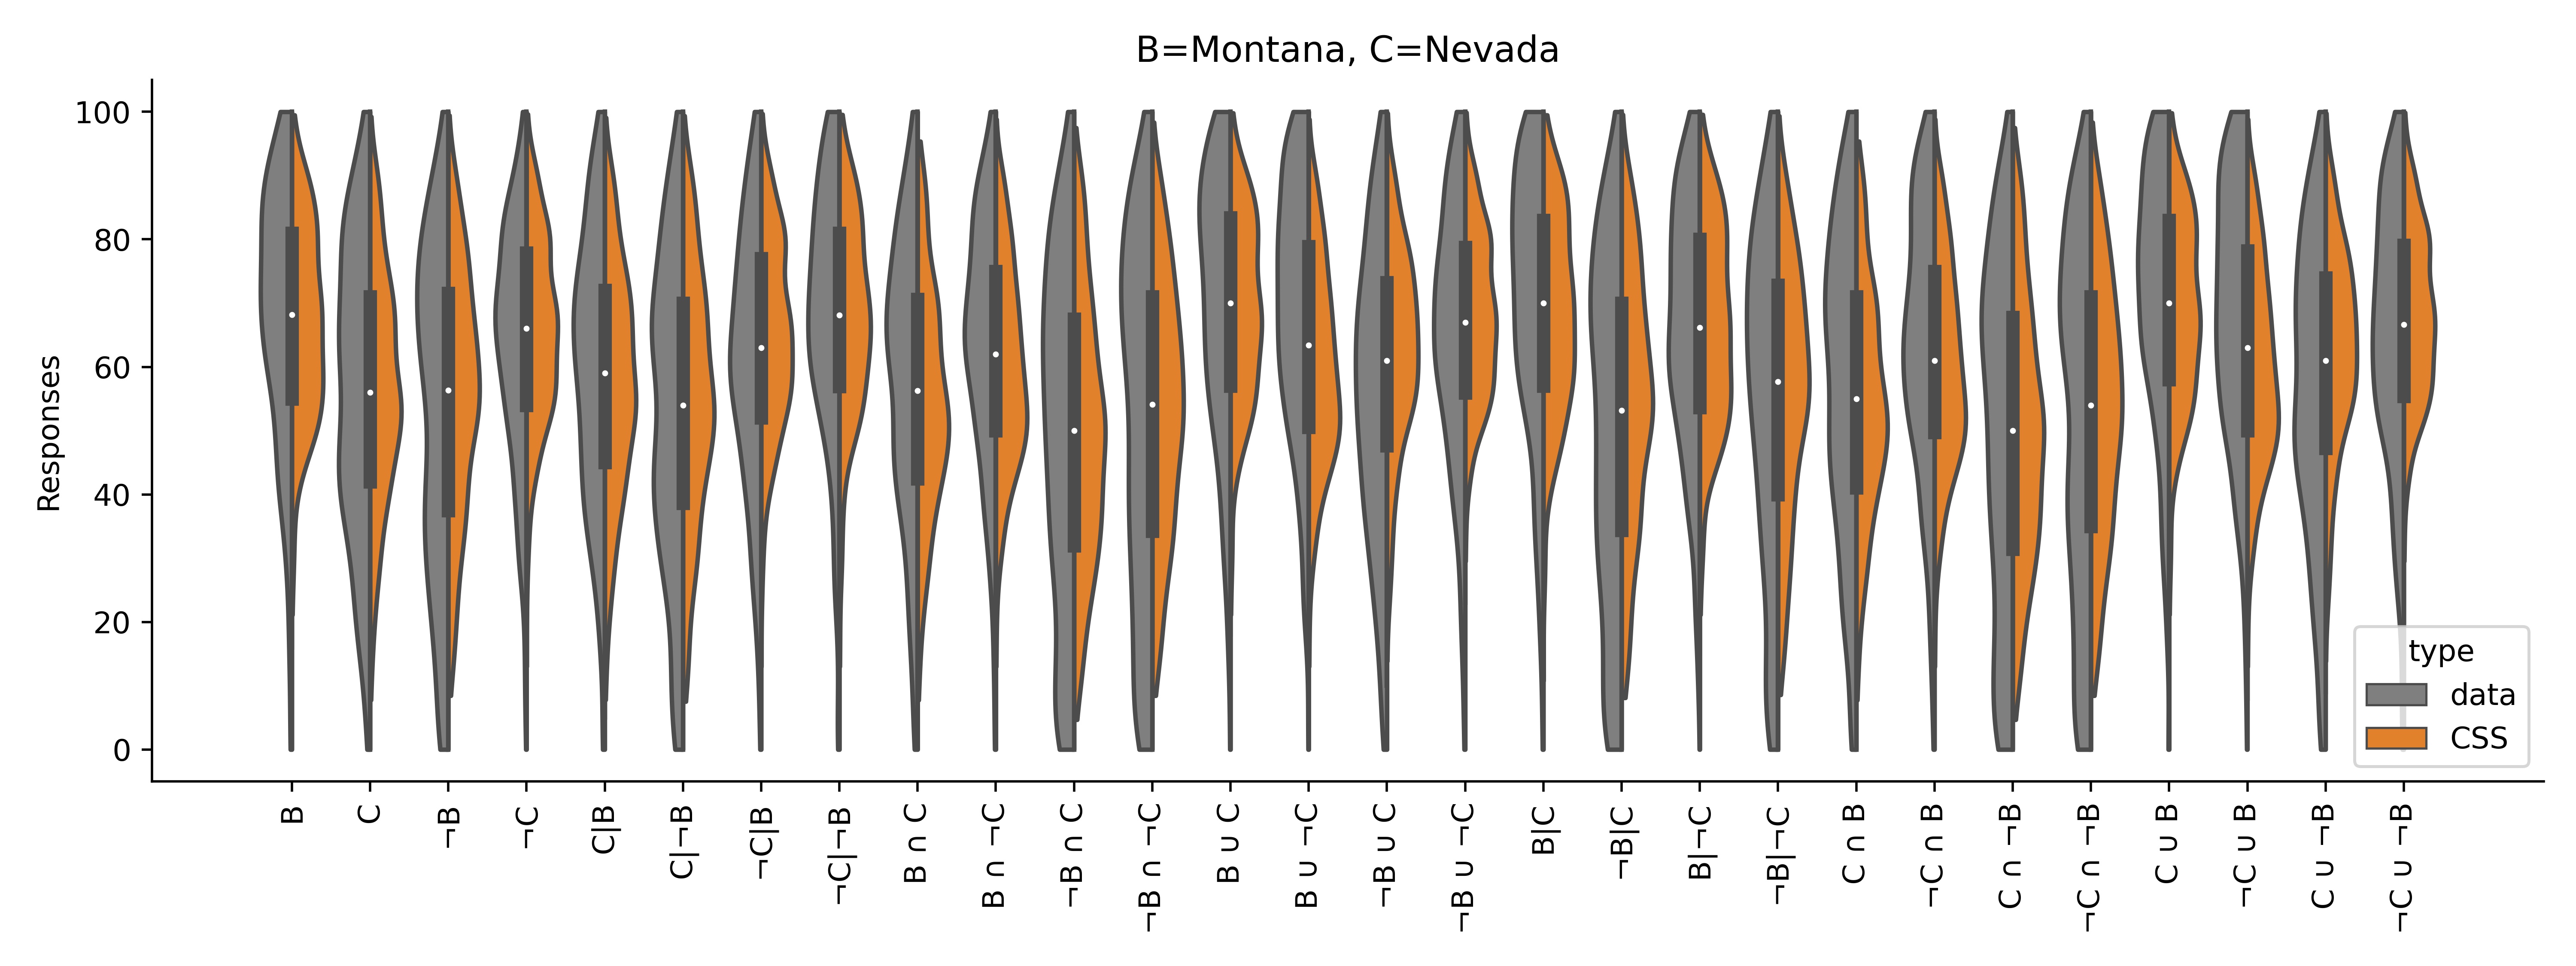 B=Montana, C=Nevada
Responses
100
80
60
40
20
0
B
C
¬B
¬C
C|B
C|¬B
¬C|B
¬C|¬B
B ∩ C
B ∩ ¬C
¬B ∩ C
¬B ∩ ¬C
B ∪ C
B ∪ ¬C
¬B ∪ C
¬B ∪ ¬C
B|C
¬B|C
B|¬C
¬B|¬C
C ∩ B
¬C ∩ B
C ∩ ¬B
¬C ∩ ¬B
C ∪ B
¬C ∪ B
C ∪ ¬B
¬C ∪ ¬B
type
data
CSS